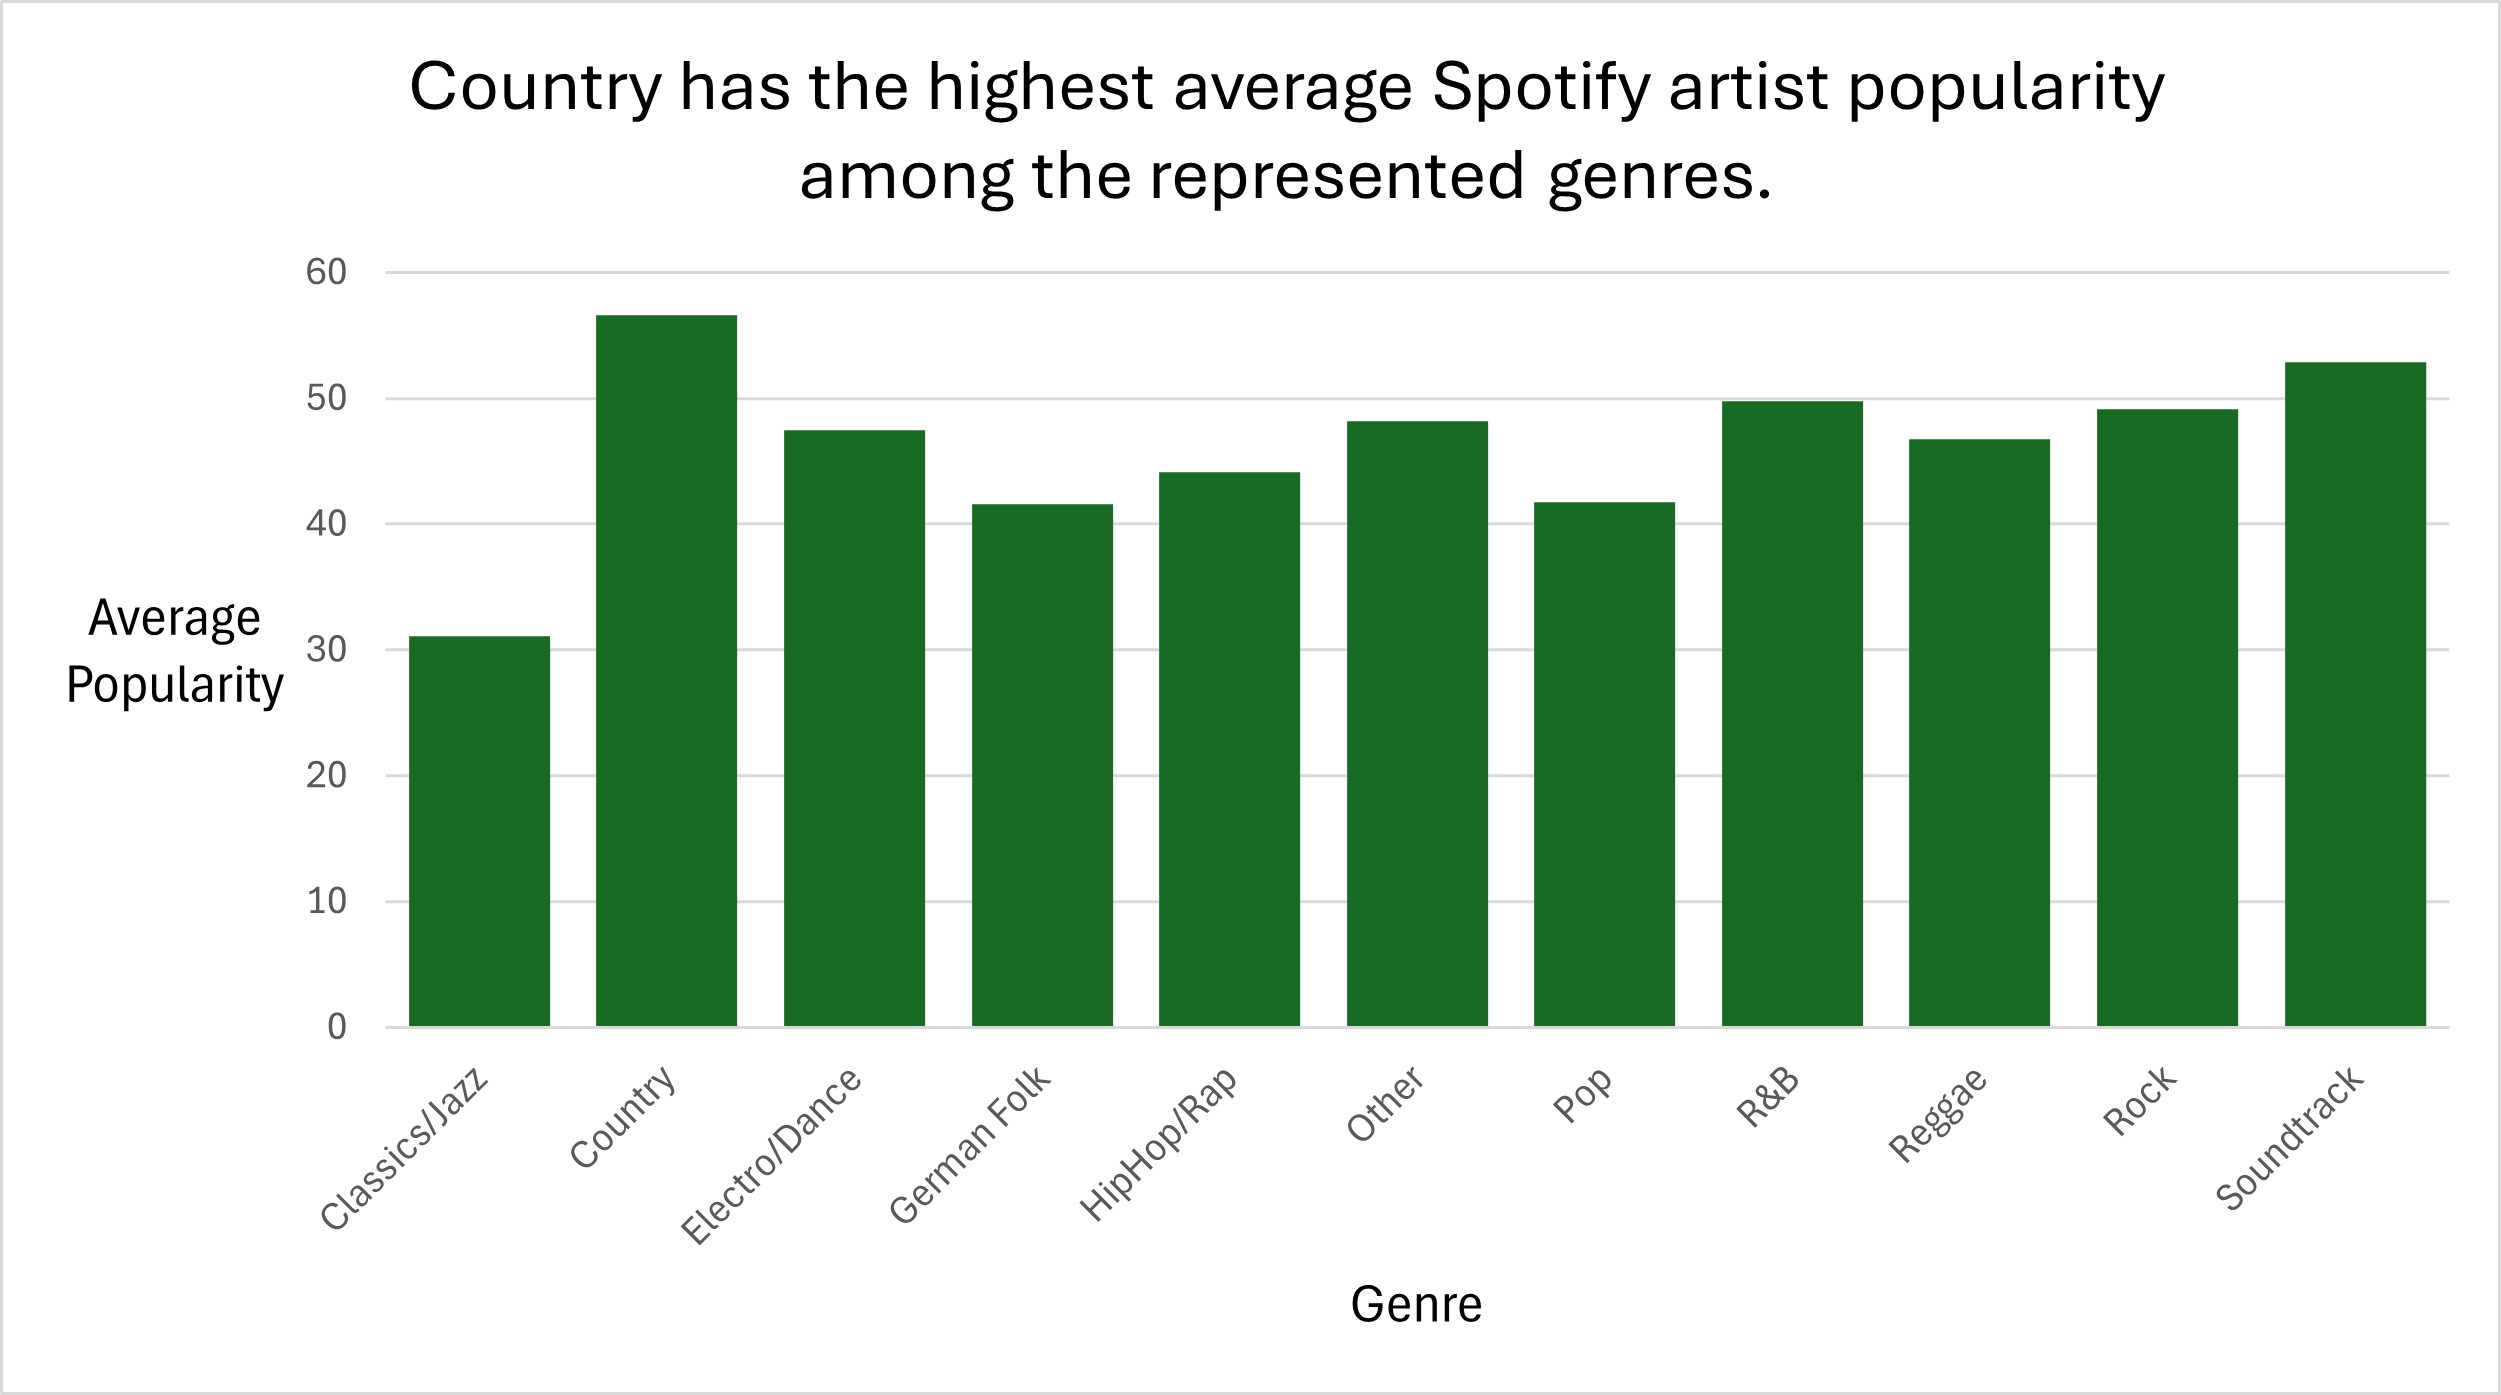 Country has the highest average Spotify artist popularity
among the represented genres.
60
50
40
30
20
10
0
Average
Popularity
Classics/Jazz
Country
Electro/Dance
German Folk
HipHop/Rap
Other
Pop
R&B
Reggae
Rock
Soundtrack
Genre